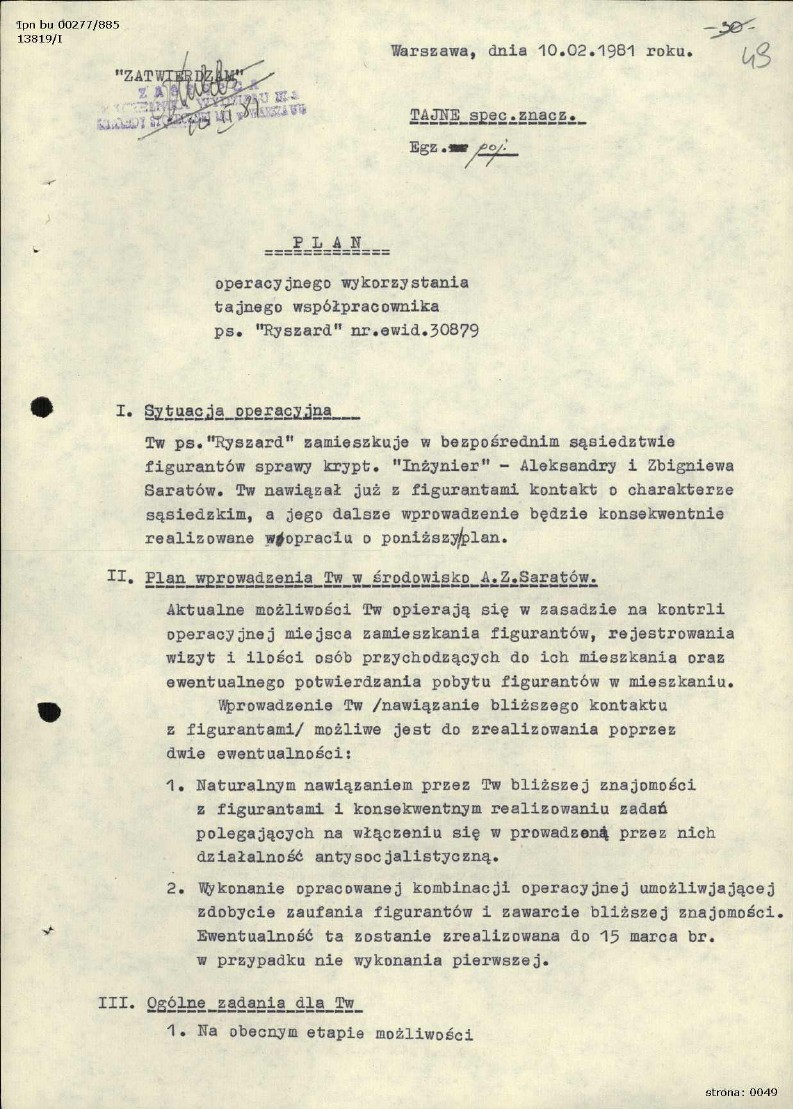 Ipn bu 00277/885
13819/I
-30-
49
Warszawa, dnia 10.02.1981 roku.
"ZATWIERDZAM"
TAJNE spec.znacz.
Egz. poj.
P L A N
operacyjnego wykorzystania
tajnego współpracownika
ps. "Ryszard" nr.ewid.30879
I. Sytuacja operacyjna
Tw ps."Ryszard" zamieszkuje w bezpośrednim sąsiedztwie
figurantów sprawy krypt. "Inżynier" - Aleksandry i Zbigniewa
Saratów. Tw nawiązał już z figurantami kontakt o charakterze
sąsiedzkim, a jego dalsze wprowadzenie będzie konsekwentnie
realizowane w opraciu o poniższy plan.
II. Plan wprowadzenia Tw w środowisko A.Z.Saratów.
Aktualne możliwości Tw opierają się w zasadzie na kontrli
operacyjnej miejsca zamieszkania figurantów, rejestrowania
wizyt i ilości osób przychodzących do ich mieszkania oraz
ewentualnego potwierdzania pobytu figurantów w mieszkaniu.
Wprowadzenie Tw /nawiązanie bliższego kontaktu
z figurantami/ możliwe jest do zrealizowania poprzez
dwie ewentualności:
1. Naturalnym nawiązaniem przez Tw bliższej znajomości
z figurantami i konsekwentnym realizowaniu zadań
polegających na włączeniu się w prowadzoną przez nich
działalność antysocjalistyczną.
2. Wykonanie opracowanej kombinacji operacyjnej umożliwjającej
zdobycie zaufania figurantów i zawarcie bliższej znajomości.
Ewentualność ta zostanie zrealizowana do 15 marca br.
w przypadku nie wykonania pierwszej.
III. Ogólne zadania dla Tw
1. Na obecnym etapie możliwości
strona: 0049